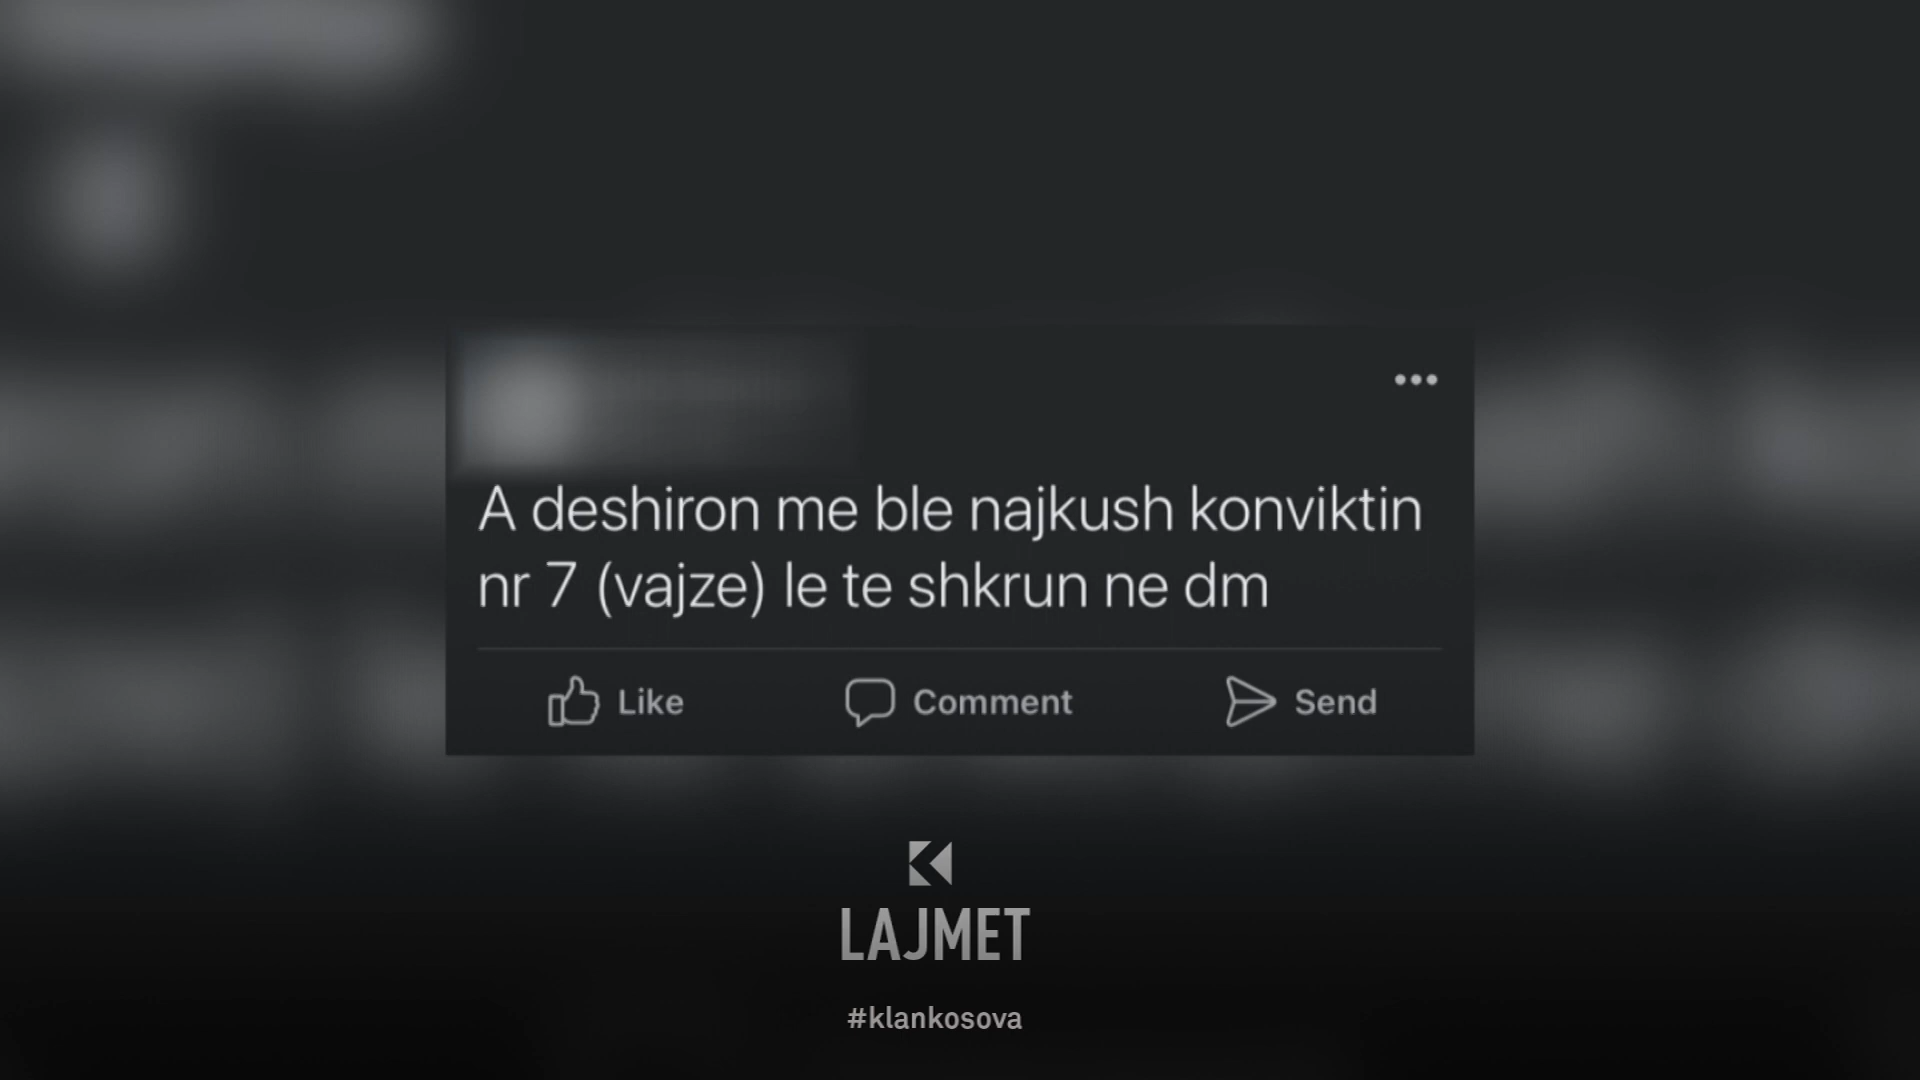 A deshiron me ble najkush konviktin
nr 7 (vajze) le te shkrun ne dm
Like
Comment
Send
LAJMET
#klankosova